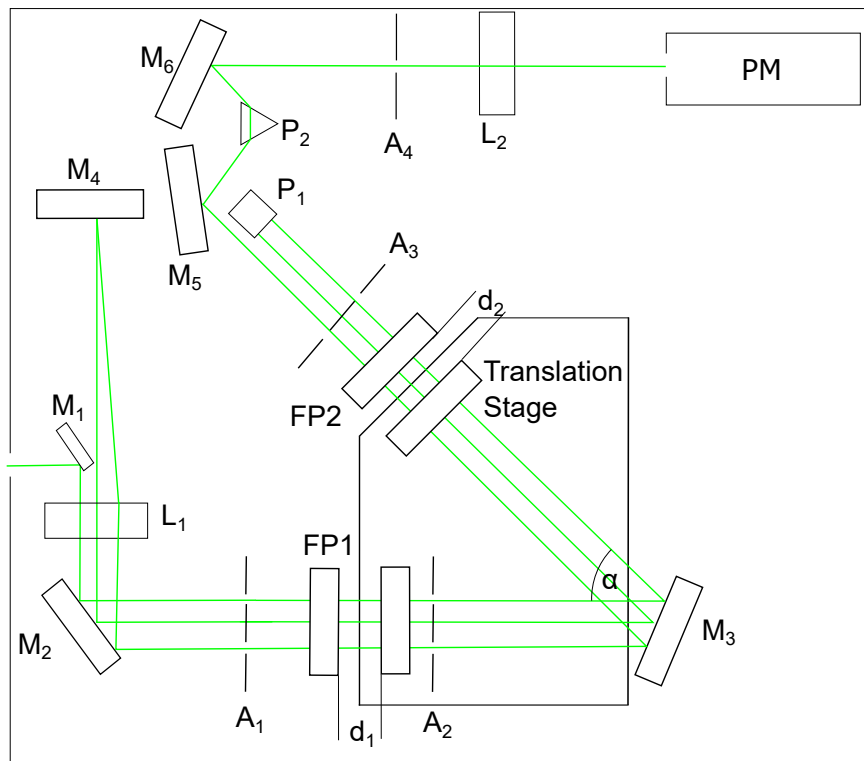 M₆
PM
P₂
A₄
L₂
M₄
P₁
M₅
A₃
d₂
Translation
Stage
FP2
M₁
L₁
FP1
α
M₂
M₃
A₁
d₁
A₂